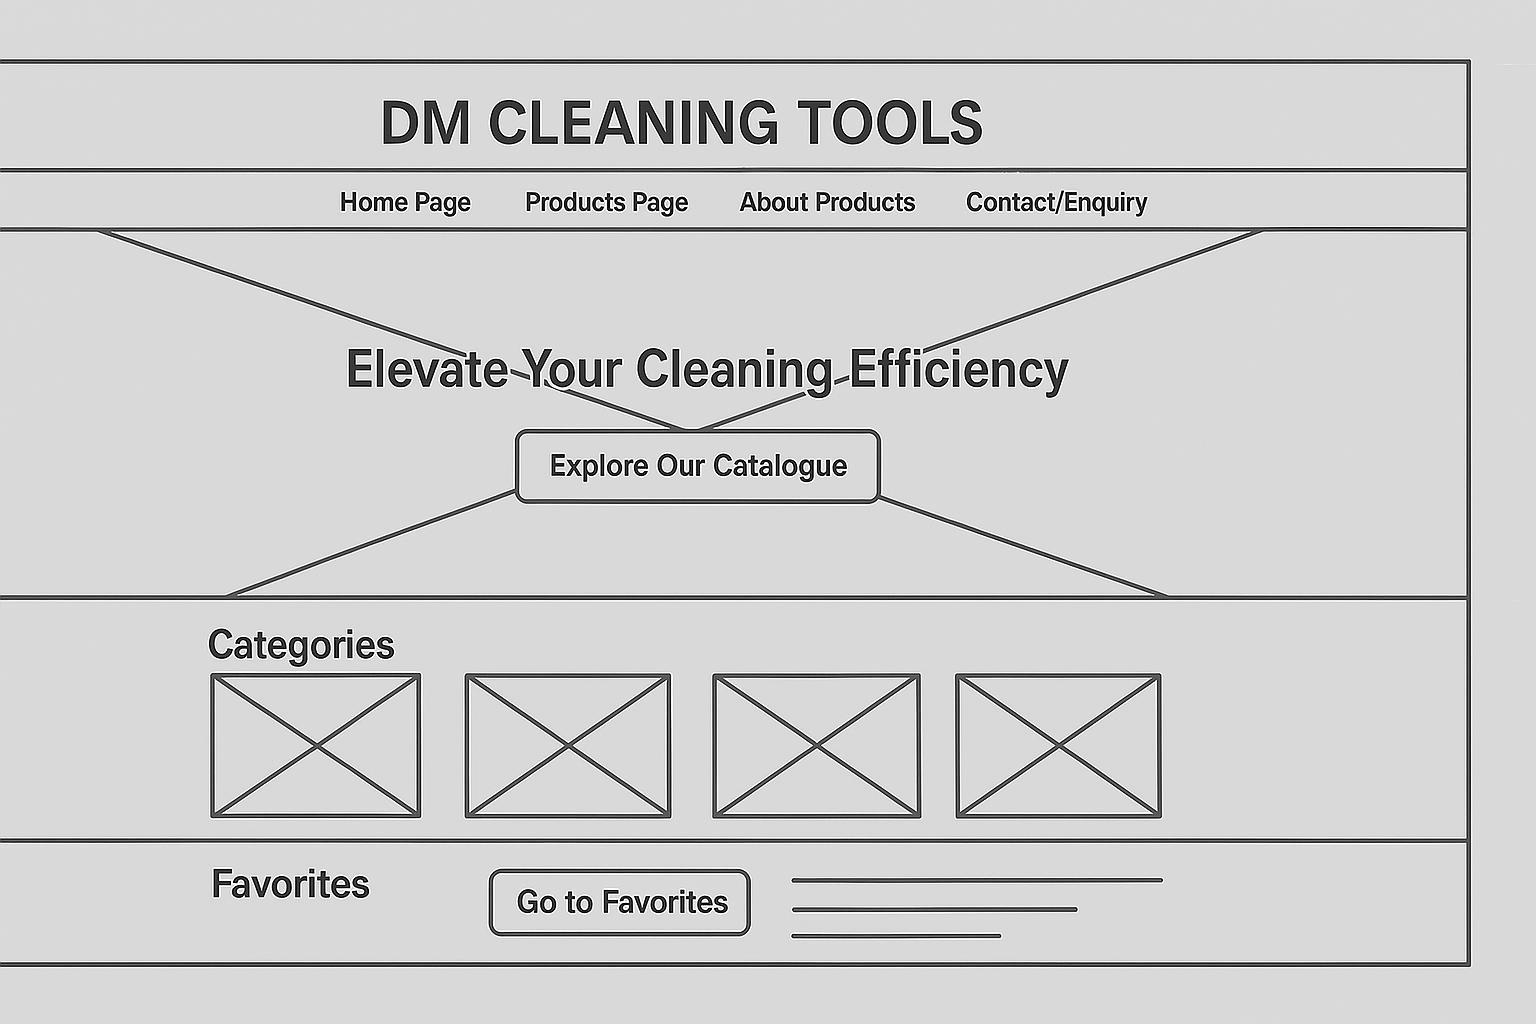 DM CLEANING TOOLS
Home Page Products Page About Products Contact/Enquiry
Elevate Your Cleaning Efficiency
Explore Our Catalogue
Categories
Favorites
Go to Favorites